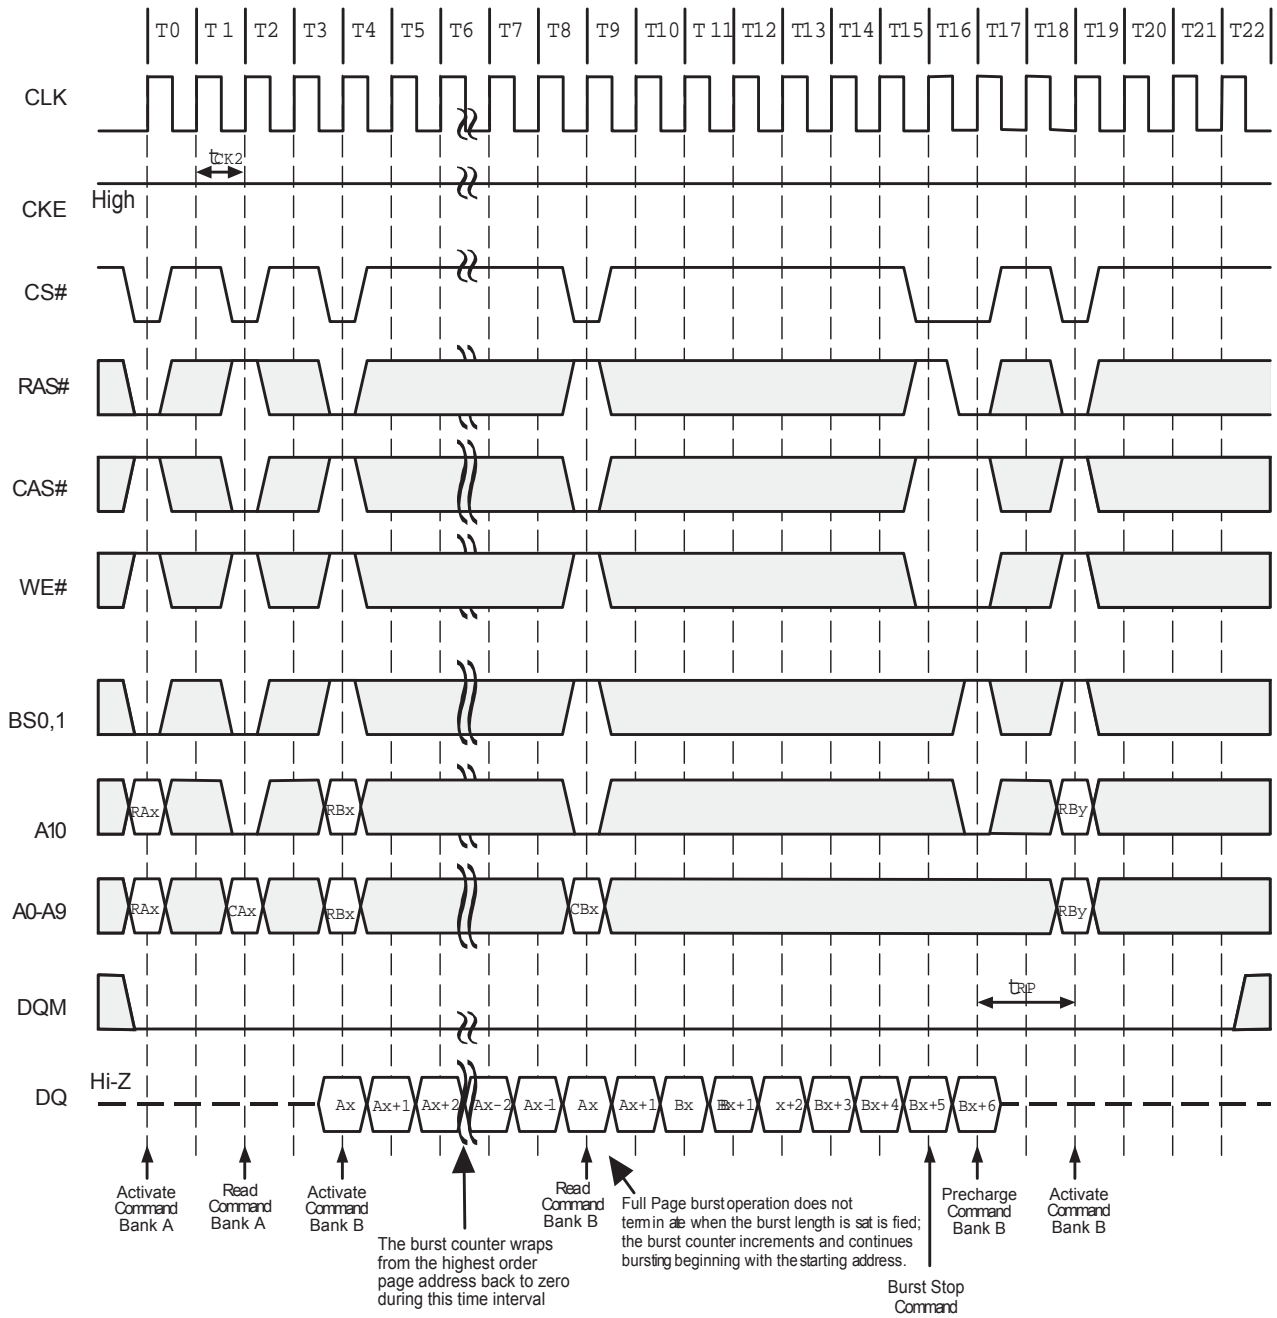 T0 T 1 T2 T3 T4 T5 T6 T7 T8 T9 T10 T 11 T12 T13 T14 T15 T16 T17 T18 T19 T20 T21 T22
CLK
tCK2
High
CKE
CS#
RAS#
CAS#
WE#
BS0,1
A10
RAx RBx RBy
A0-A9
RAx CAx RBx CBx RBy
DQM
tRP
Hi-Z
DQ
Ax Ax+1 Ax+2 Ax-2 Ax-1 Ax Ax+1 Bx Bx+1 x+2 Bx+3 Bx+4 Bx+5 Bx+6
Activate
Command
Bank A
Read
Command
Bank A
Activate
Command
Bank B
The burst counter wraps
from the highest order
page address back to zero
during this time interval
Read
Command
Bank B
Full Page burst operation does not
termin ate when the burst length is sat is fied;
the burst counter increments and continues
bursting beginning with the starting address.
Burst Stop
Command
Precharge
Command
Bank B
Activate
Command
Bank B